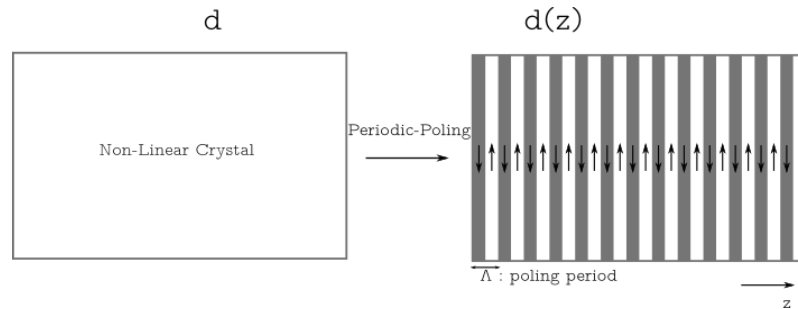 d
d(z)
Non-Linear Crystal
Periodic-Poling
Λ : poling period
z